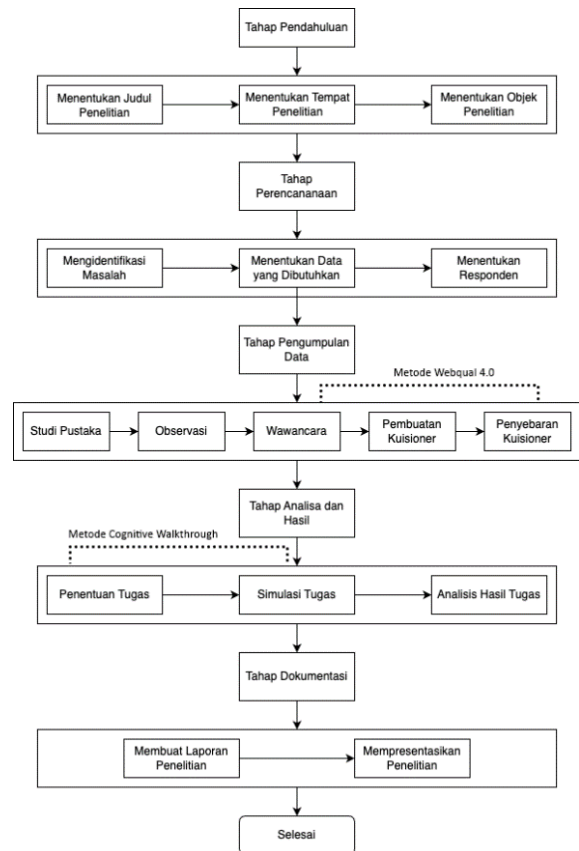 Tahap Pendahuluan
Menentukan Judul
Penelitian
Menentukan Tempat
Penelitian
Menentukan Objek
Penelitian
Tahap
Perencananaan
Mengidentifikasi
Masalah
Menentukan Data
yang Dibutuhkan
Menentukan
Responden
Tahap Pengumpulan
Data
Metode Webqual 4.0
Studi Pustaka
Observasi
Wawancara
Pembuatan
Kuisioner
Penyebaran
Kuisioner
Tahap Analisa dan
Hasil
Metode Cognitive Walkthrough
Penentuan Tugas
Simulasi Tugas
Analisis Hasil Tugas
Tahap Dokumentasi
Membuat Laporan
Penelitian
Mempresentasikan
Penelitian
Selesai